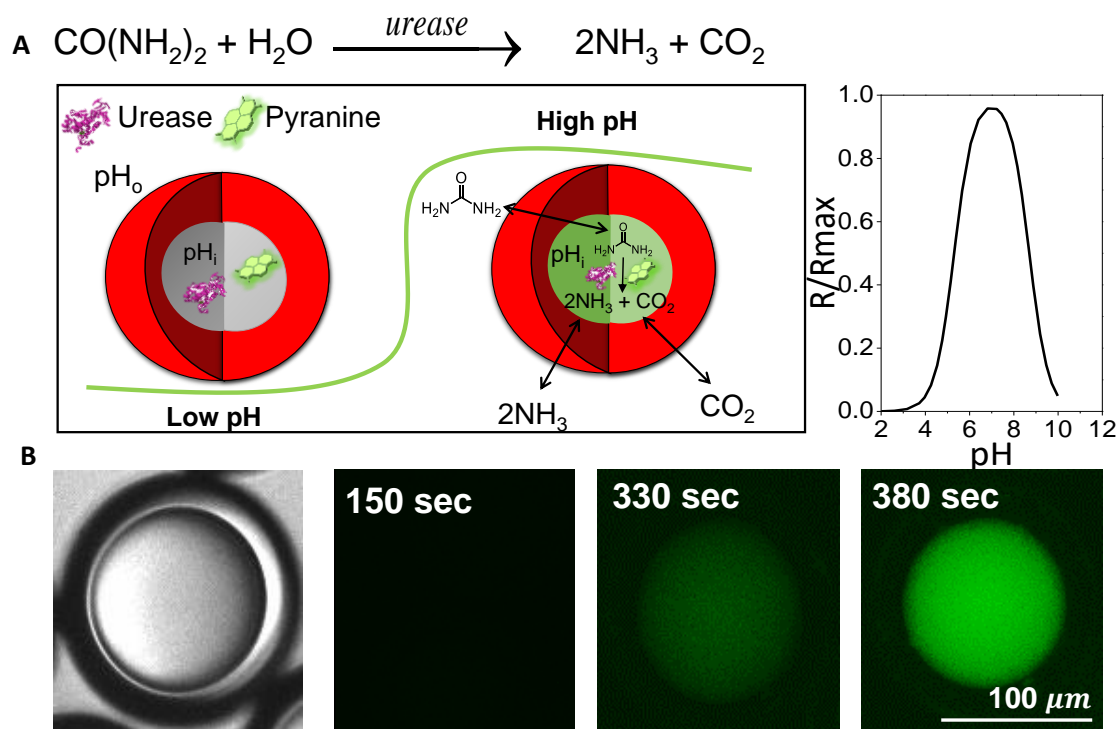 A CO(NH₂)₂ + H₂O urease 2NH₃ + CO₂
Urease Pyranine
High pH
pHₒ
pHᵢ
Low pH
O
H₂N NH₂
pHᵢ
O
H₂N NH₂
2NH₃ + CO₂
2NH₃
CO₂
R/Rmax
1.0
0.8
0.6
0.4
0.2
0.0
2 4 6 8 10 12
pH
B
150 sec
330 sec
380 sec
100 μm